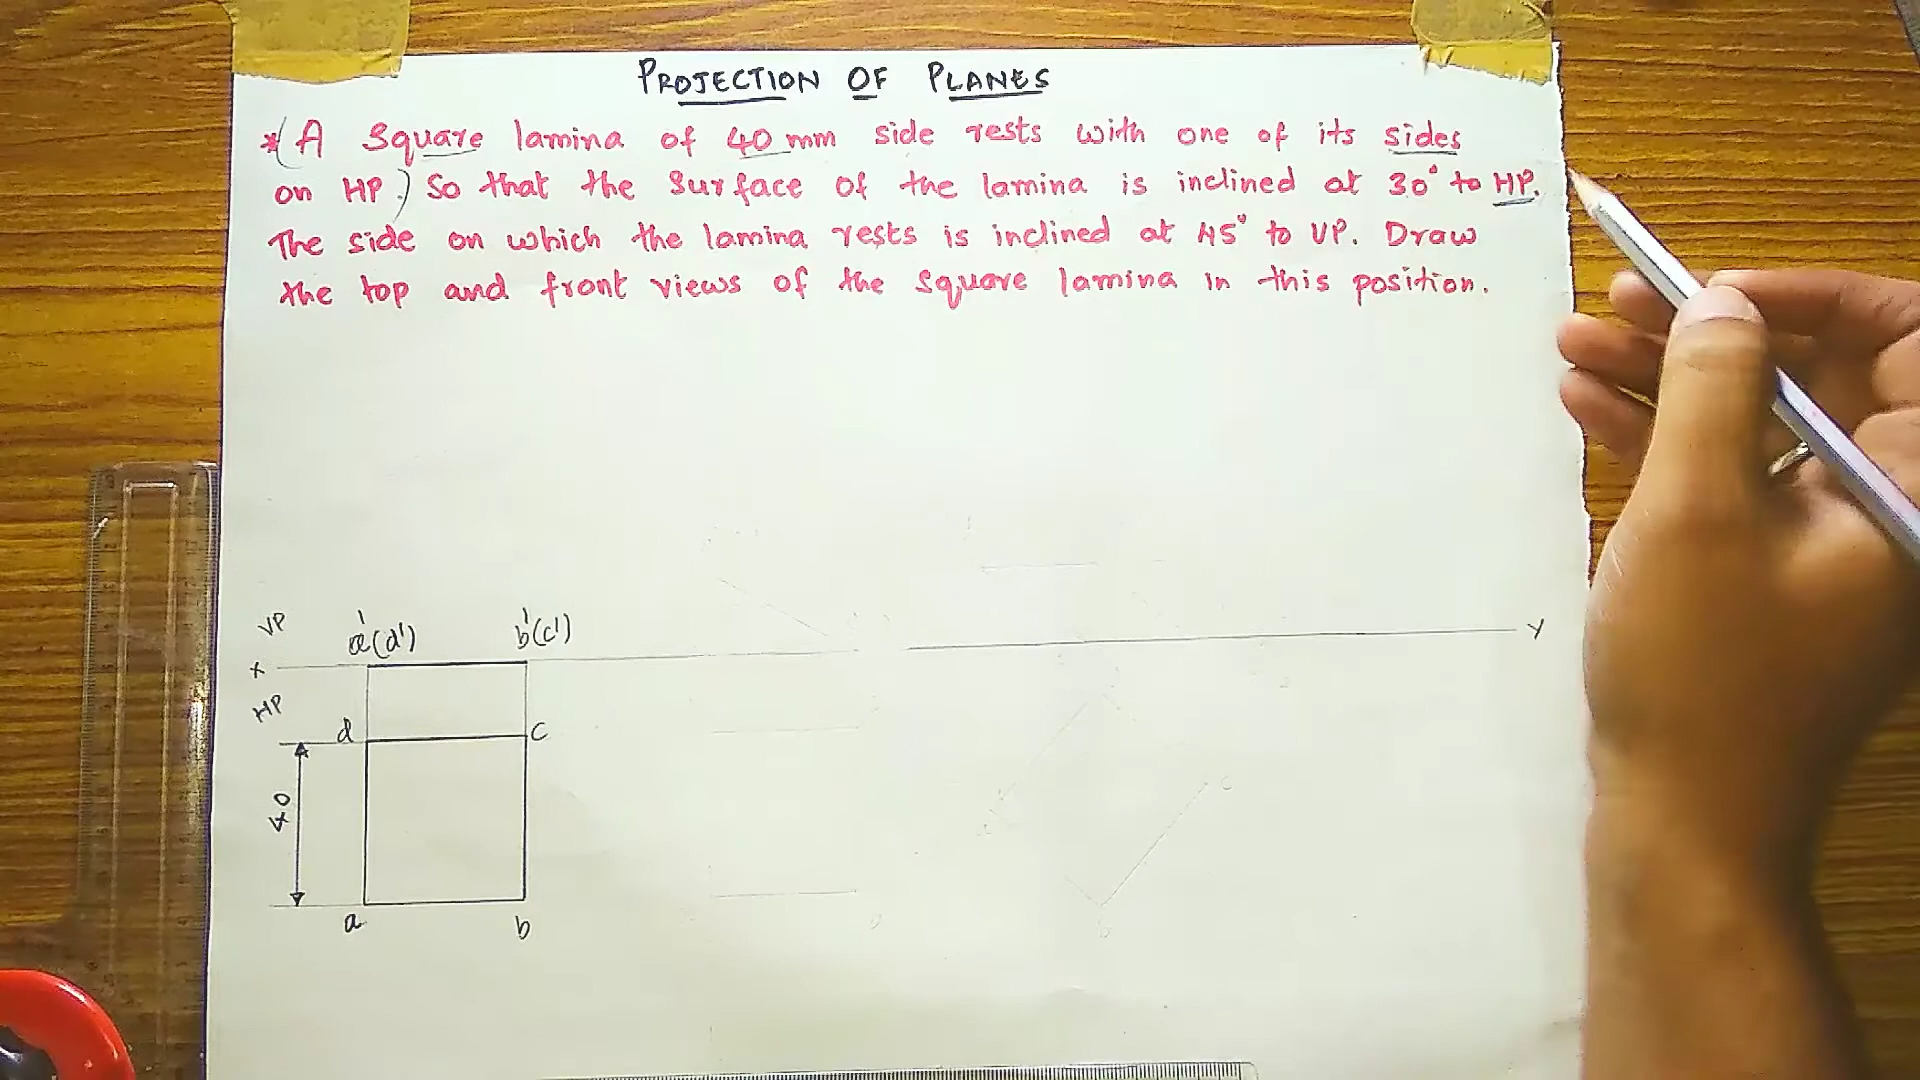 PROJECTION OF PLANES
*(A Square lamina of 40 mm side rests with one of its sides
on HP.) So that the Surface of the lamina is inclined at 30° to HP.
The side on which the lamina rests is inclined at 45° to VP. Draw
the top and front views of the square lamina in this position.
VP
a'(d')
b'(c')
X
Y
HP
d
c
40
a
b